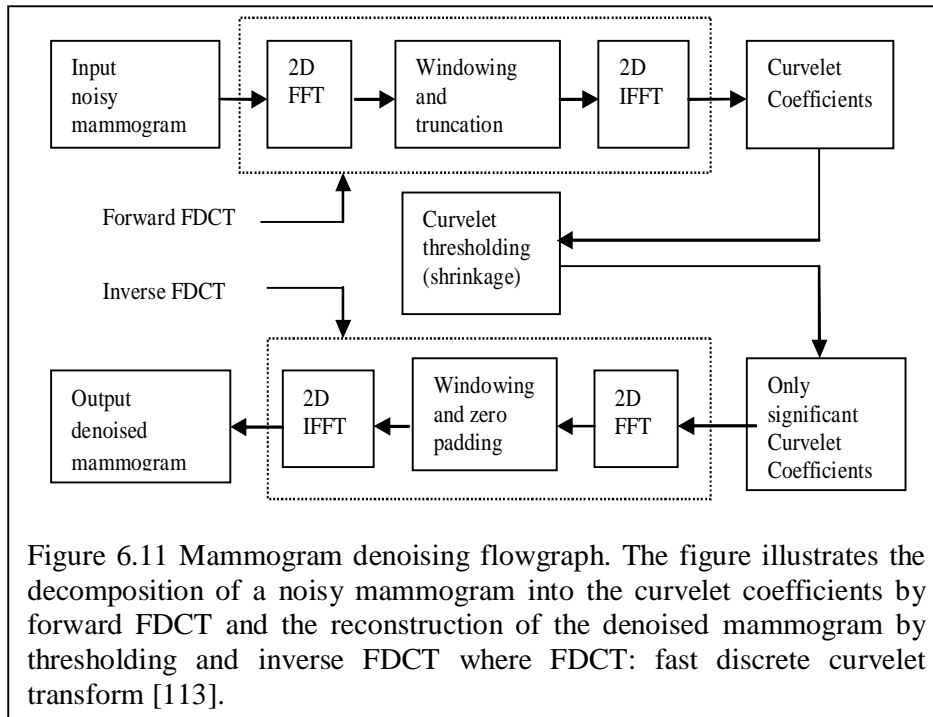 Input
noisy
mammogram
2D
FFT
Windowing
and
truncation
2D
IFFT
Curvelet
Coefficients
Forward FDCT
Curvelet
thresholding
(shrinkage)
Inverse FDCT
Output
denoised
mammogram
2D
IFFT
Windowing
and zero
padding
2D
FFT
Only
significant
Curvelet
Coefficients
Figure 6.11 Mammogram denoising flowgraph. The figure illustrates the
decomposition of a noisy mammogram into the curvelet coefficients by
forward FDCT and the reconstruction of the denoised mammogram by
thresholding and inverse FDCT where FDCT: fast discrete curvelet
transform [113].